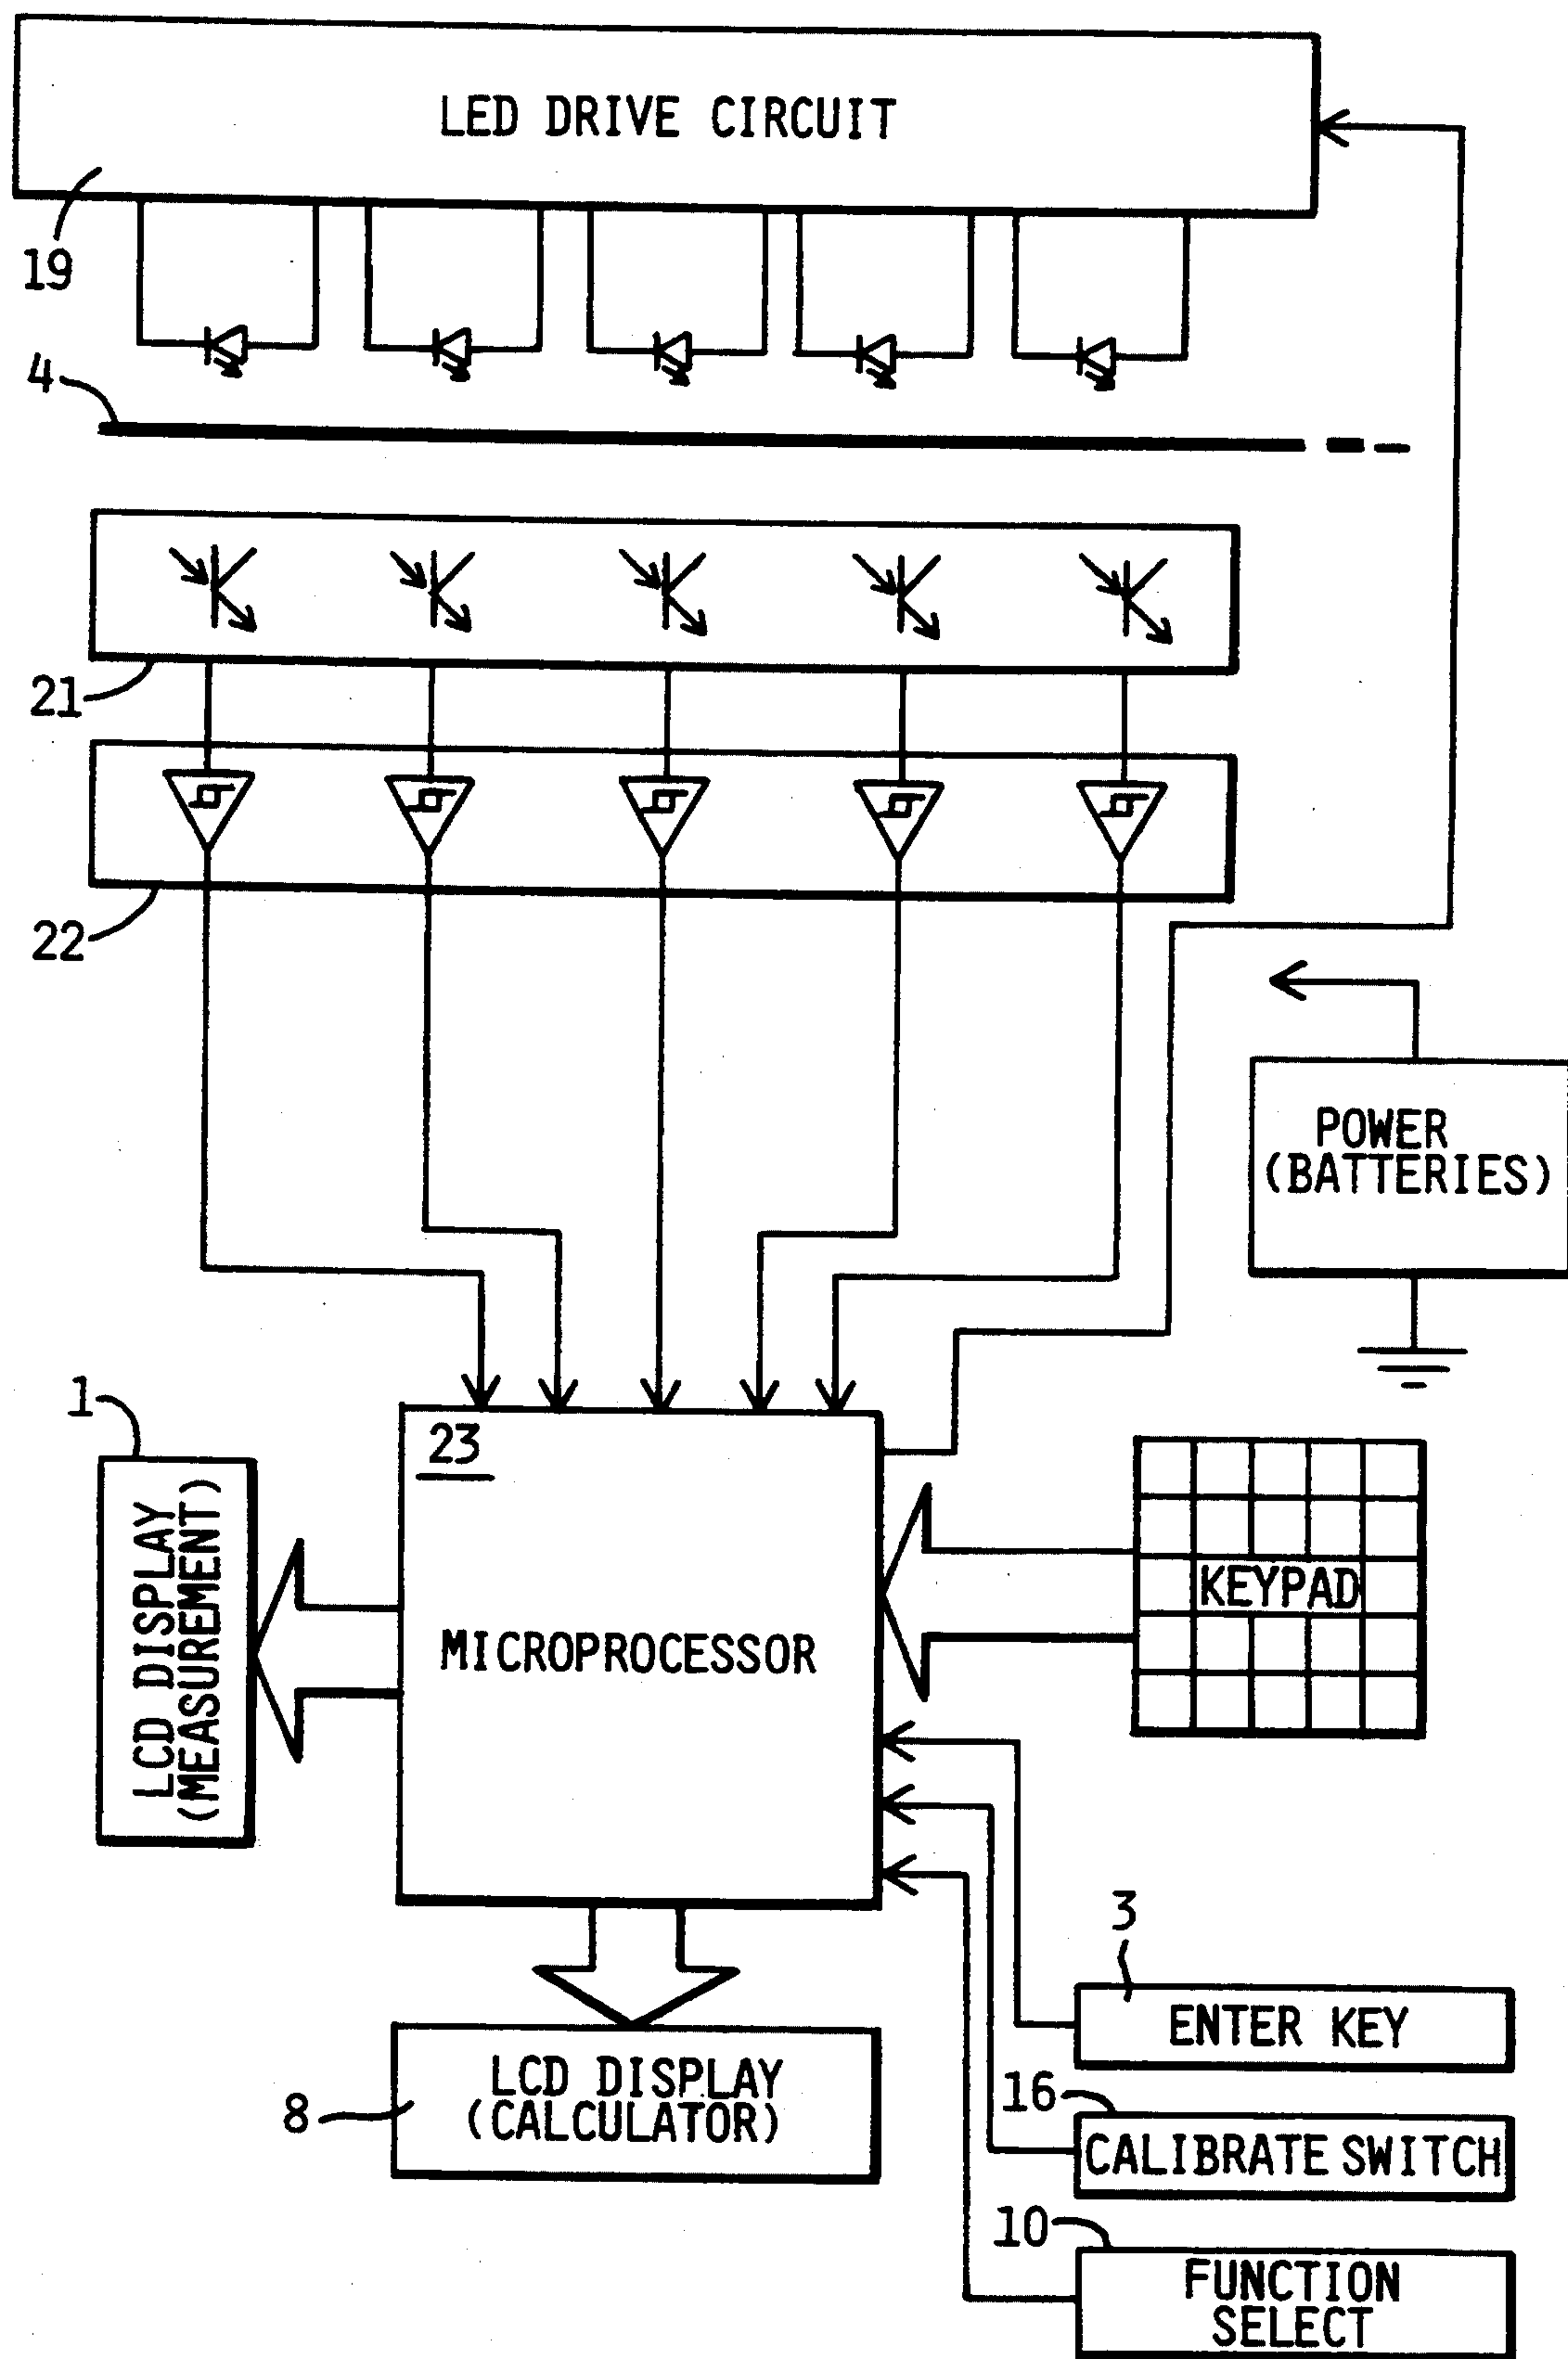 LED DRIVE CIRCUIT
19
4
21
22
POWER
(BATTERIES)
1
23
LCD DISPLAY
(MEASUREMENT)
MICROPROCESSOR
KEYPAD
3
ENTER KEY
LCD DISPLAY
(CALCULATOR)
8
16
CALIBRATE SWITCH
10
FUNCTION
SELECT